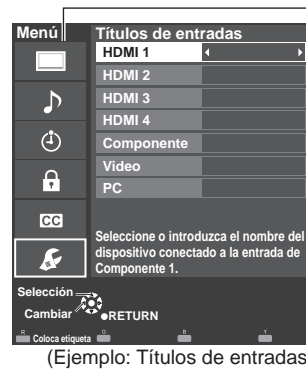 Menú
Títulos de entradas
HDMI 1
HDMI 2
HDMI 3
HDMI 4
Componente
Video
PC
CC
Seleccione o introduzca el nombre del
dispositivo conectado a la entrada de
Componente 1.
Selección
Cambiar
RETURN
R
G
B
Y
Coloca etiqueta
(Ejemplo: Títulos de entradas